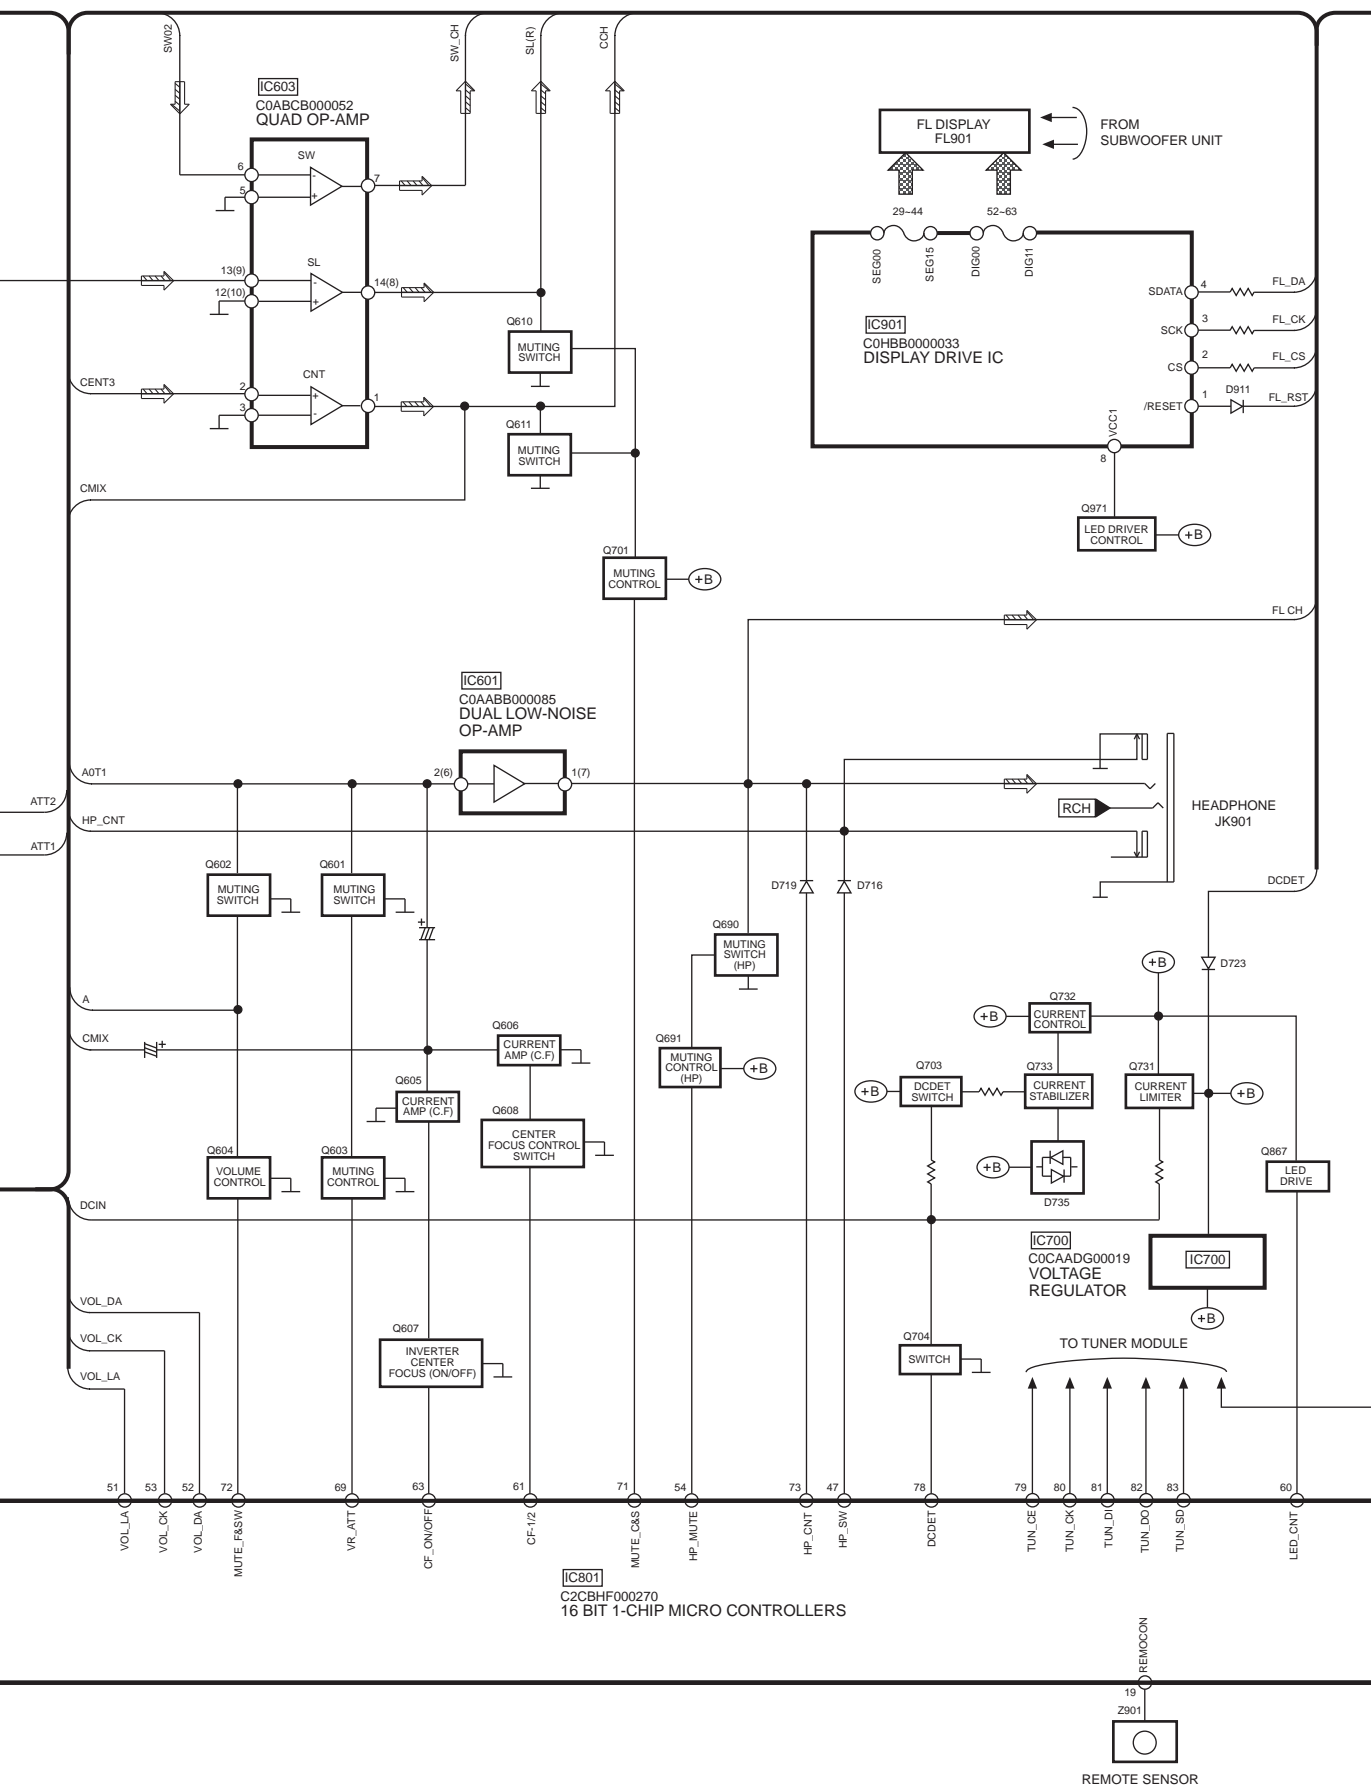 SW02
SW_CH
SL(R)
CCH
IC603
C0ABCB000052
QUAD OP-AMP
SW
6
5
7
-
+
FL DISPLAY
FL901
FROM
SUBWOOFER UNIT
29~44
52~63
SEG00
SEG15
DIG00
DIG11
SL
13(9)
12(10)
14(8)
-
+
SDATA
4
FL_DA
SCK
3
FL_CK
CS
2
FL_CS
/RESET
1
D911
FL_RST
IC901
C0HBB0000033
DISPLAY DRIVE IC
VCC1
8
Q610
MUTING
SWITCH
CENT3
CNT
2
3
1
+
-
Q611
MUTING
SWITCH
CMIX
Q971
LED DRIVER
CONTROL
+B
Q701
MUTING
CONTROL
+B
FL CH
IC601
C0AABB000085
DUAL LOW-NOISE
OP-AMP
A0T1
2(6)
1(7)
ATT2
HP_CNT
ATT1
RCH
HEADPHONE
JK901
Q602
MUTING
SWITCH
Q601
MUTING
SWITCH
+
D719
D716
DCDET
Q690
MUTING
SWITCH
(HP)
D723
+B
A
CMIX
+
Q606
CURRENT
AMP (C.F)
Q605
CURRENT
AMP (C.F)
Q691
MUTING
CONTROL
(HP)
+B
Q732
CURRENT
CONTROL
+B
Q703
DCDET
SWITCH
+B
Q733
CURRENT
STABILIZER
Q731
CURRENT
LIMITER
+B
Q608
CENTER
FOCUS CONTROL
SWITCH
Q604
VOLUME
CONTROL
Q603
MUTING
CONTROL
+B
D735
Q867
LED
DRIVE
DCIN
IC700
C0CAADG00019
VOLTAGE
REGULATOR
IC700
+B
VOL_DA
VOL_CK
VOL_LA
Q607
INVERTER
CENTER
FOCUS (ON/OFF)
Q704
SWITCH
TO TUNER MODULE
51
53
52
72
69
63
61
71
54
73
47
78
79
80
81
82
83
60
VOL_LA
VOL_CK
VOL_DA
MUTE_F&SW
VR_ATT
CF_ON/OFF
CF-1/2
MUTE_C&S
HP_MUTE
HP_CNT
HP_SW
DCDET
TUN_CE
TUN_CK
TUN_DI
TUN_DO
TUN_SD
LED_CNT
IC801
C2CBHF000270
16 BIT 1-CHIP MICRO CONTROLLERS
REMOCON
19
Z901
REMOTE SENSOR